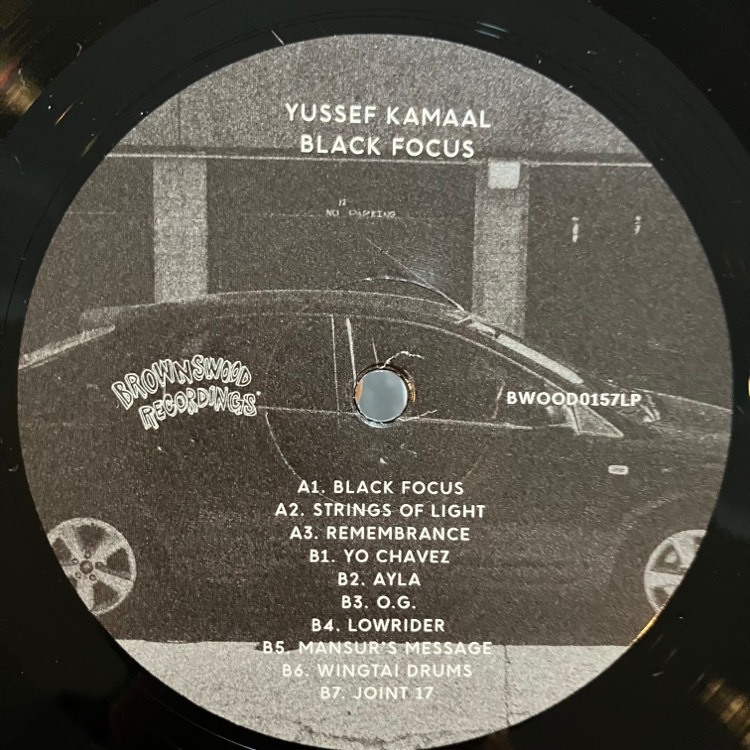 YUSSEF KAMAAL
BLACK FOCUS
NO PARKING
BROWNSWOOD
RECORDINGS
BWOOD0157LP
A1. BLACK FOCUS
A2. STRINGS OF LIGHT
A3. REMEMBRANCE
B1. YO CHAVEZ
B2. AYLA
B3. O.G.
B4. LOWRIDER
B5. MANSUR'S MESSAGE
B6. WINGTAI DRUMS
B7. JOINT 17